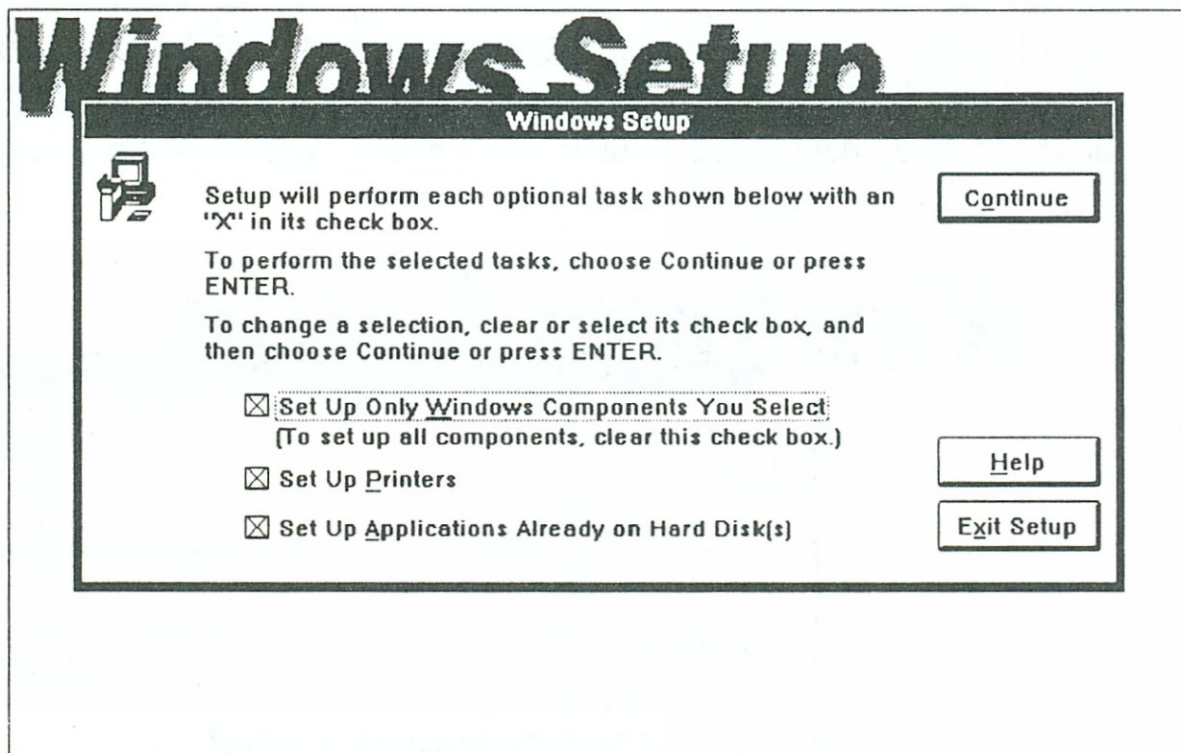 Windows Setup
Windows Setup
Setup will perform each optional task shown below with an
"X" in its check box.
Continue
To perform the selected tasks, choose Continue or press
ENTER.
To change a selection, clear or select its check box, and
then choose Continue or press ENTER.
Set Up Only Windows Components You Select
(To set up all components, clear this check box.)
Set Up Printers
Help
Set Up Applications Already on Hard Disk(s)
Exit Setup